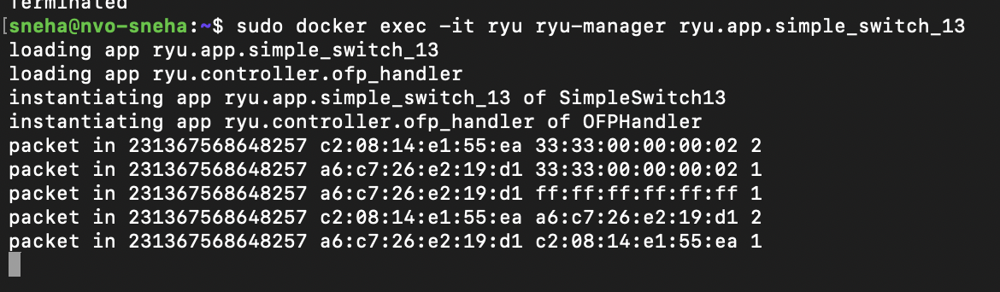 Terminated
[sneha@nvo-sneha:~$ sudo docker exec -it ryu ryu-manager ryu.app.simple_switch_13
loading app ryu.app.simple_switch_13
loading app ryu.controller.ofp_handler
instantiating app ryu.app.simple_switch_13 of SimpleSwitch13
instantiating app ryu.controller.ofp_handler of OFPHandler
packet in 231367568648257 c2:08:14:e1:55:ea 33:33:00:00:00:02 2
packet in 231367568648257 a6:c7:26:e2:19:d1 33:33:00:00:00:02 1
packet in 231367568648257 a6:c7:26:e2:19:d1 ff:ff:ff:ff:ff:ff 1
packet in 231367568648257 c2:08:14:e1:55:ea a6:c7:26:e2:19:d1 2
packet in 231367568648257 a6:c7:26:e2:19:d1 c2:08:14:e1:55:ea 1